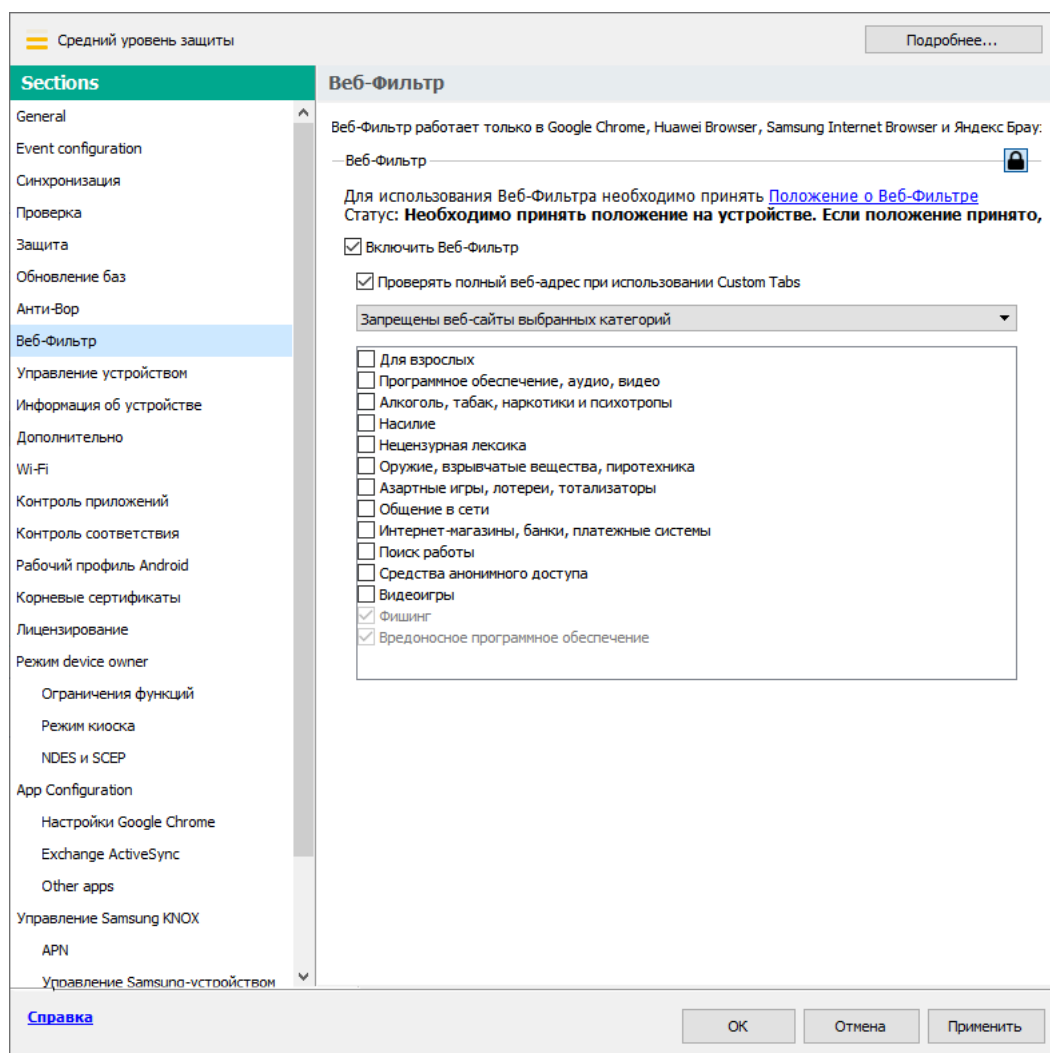 Средний уровень защиты
Подробнее...
Sections
General
Event configuration
Синхронизация
Проверка
Защита
Обновление баз
Анти-Вор
Веб-Фильтр
Управление устройством
Информация об устройстве
Дополнительно
Wi-Fi
Контроль приложений
Контроль соответствия
Рабочий профиль Android
Корневые сертификаты
Лицензирование
Режим device owner
Ограничения функций
Режим киоска
NDES и SCEP
App Configuration
Настройки Google Chrome
Exchange ActiveSync
Other apps
Управление Samsung KNOX
APN
Управление Samsung-устройством
Веб-Фильтр
Веб-Фильтр работает только в Google Chrome, Huawei Browser, Samsung Internet Browser и Яндекс Брау
Веб-Фильтр
Для использования Веб-Фильтра необходимо принять Положение о Веб-Фильтре
Статус: Необходимо принять положение на устройстве. Если положение принято,
Включить Веб-Фильтр
Проверять полный веб-адрес при использовании Custom Tabs
Запрещены веб-сайты выбранных категорий
Для взрослых
Программное обеспечение, аудио, видео
Алкоголь, табак, наркотики и психотропы
Насилие
Нецензурная лексика
Оружие, взрывчатые вещества, пиротехника
Азартные игры, лотереи, тотализаторы
Общение в сети
Интернет-магазины, банки, платежные системы
Поиск работы
Средства анонимного доступа
Видеоигры
Фишинг
Вредоносное программное обеспечение
Справка
ОК
Отмена
Применить